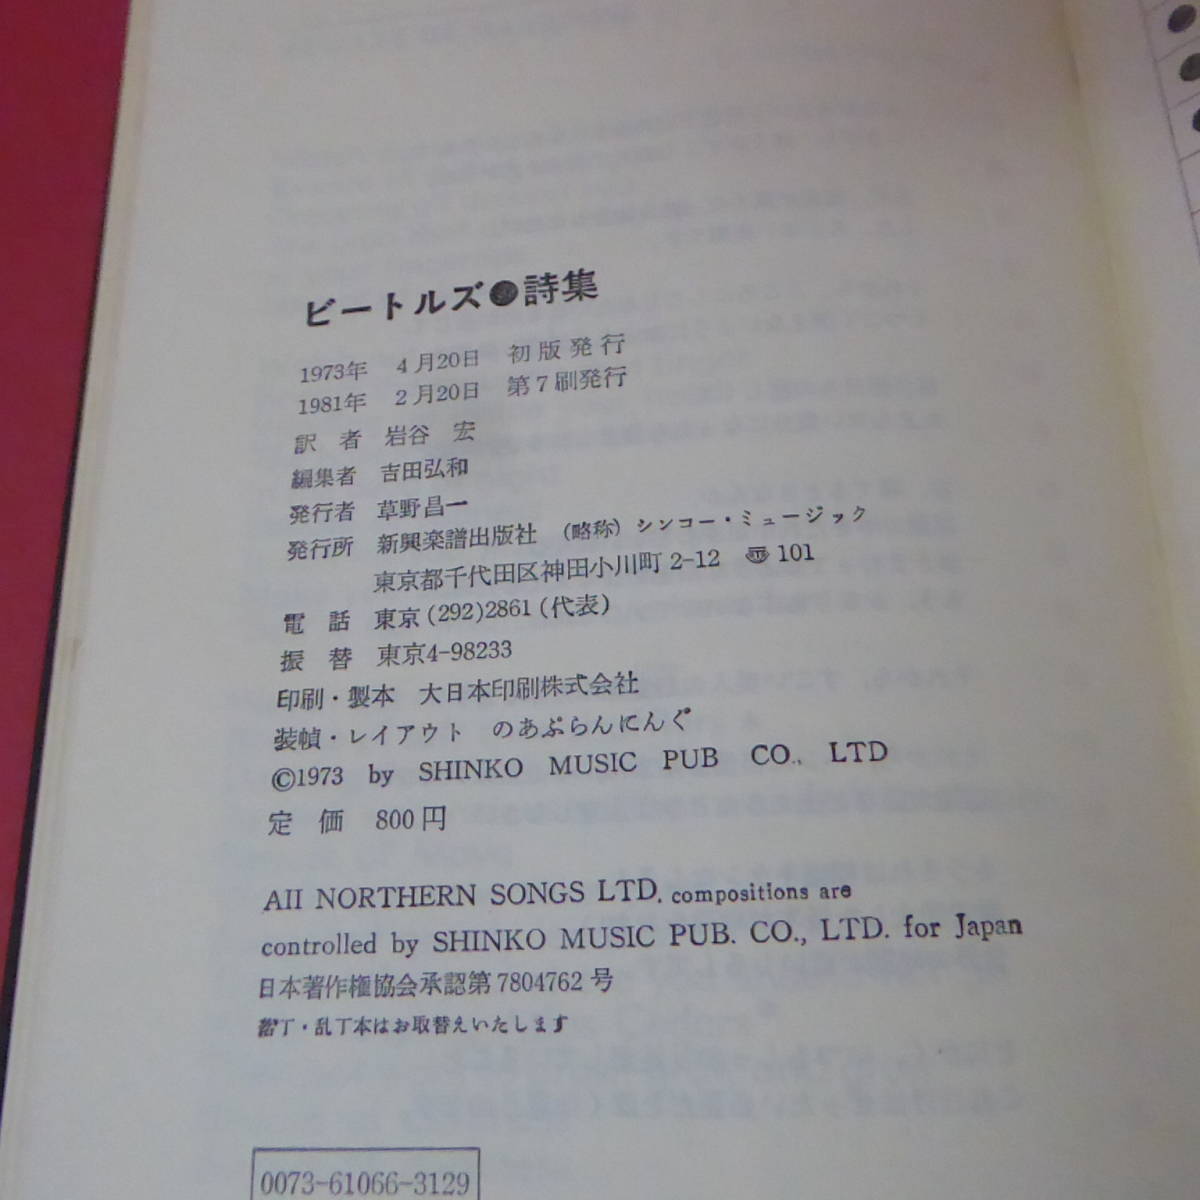 ビートルズ●詩集
1973年 4月20日 初版発行
1981年 2月20日 第7刷発行
訳 者 岩谷 宏
編集者 吉田弘和
発行者 草野昌一
発行所 新興楽譜出版社 (略称) シンコー・ミュージック
東京都千代田区神田小川町 2-12 〠 101
電 話 東京(292)2861(代表)
振 替 東京4-98233
印刷・製本 大日本印刷株式会社
装幀・レイアウト のあぷらんにんぐ
©1973 by SHINKO MUSIC PUB CO., LTD
定 価 800円
All NORTHERN SONGS LTD. compositions are
controlled by SHINKO MUSIC PUB. CO., LTD. for Japan
日本著作権協会承認第7804762号
落丁・乱丁本はお取替えいたします
0073-61066-3129